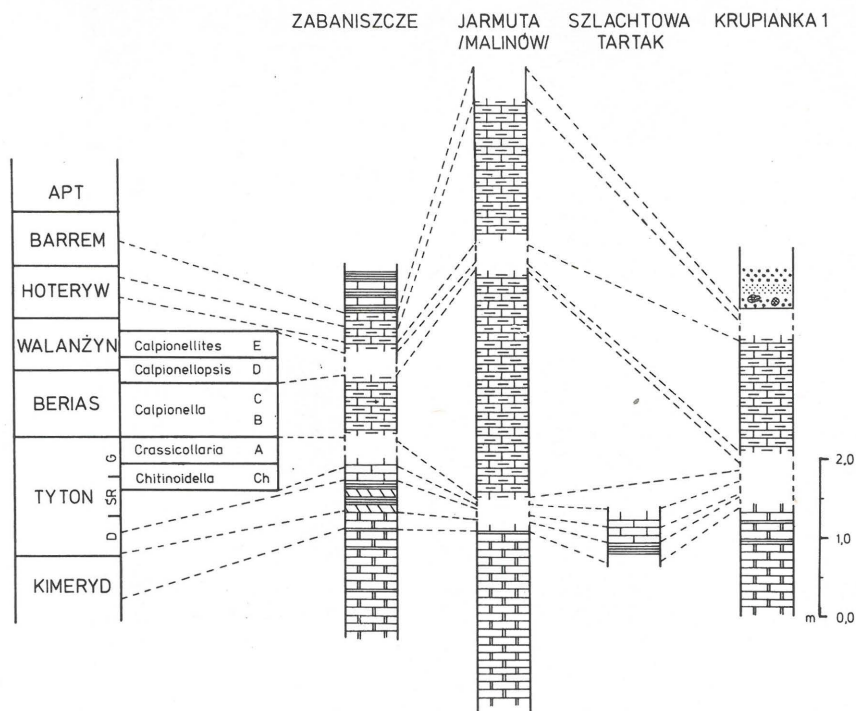 ZABANISZCZE
JARMUTA
/MALINÓW/
SZLACHTOWA
TARTAK
KRUPIANKA 1
APT
BARREM
HOTERYW
WALANŻYN
BERIAS
TYTON
KIMERYD
G
SR
D
Calpionellites E
Calpionellopsis D
Calpionella C
B
Crassicollaria A
Chitinoidella Ch
2,0
1,0
m 0,0